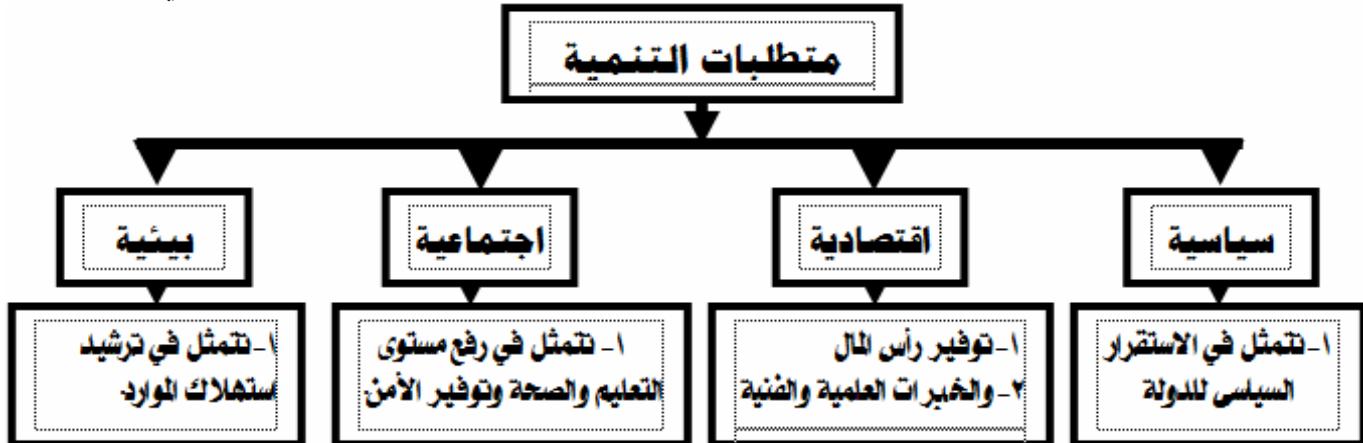 متطلبات التنمية
سياسية
اقتصادية
اجتماعية
بيئية
١- تتمثل في الاستقرار
السياسى للدولة
١- توفير رأس المال
٢- والخبرات العلمية والفنية
١- تتمثل في رفع مستوى
التعليم والصحة وتوفير الأمن.
١- تتمثل في ترشيد
استهلاك الموارد.